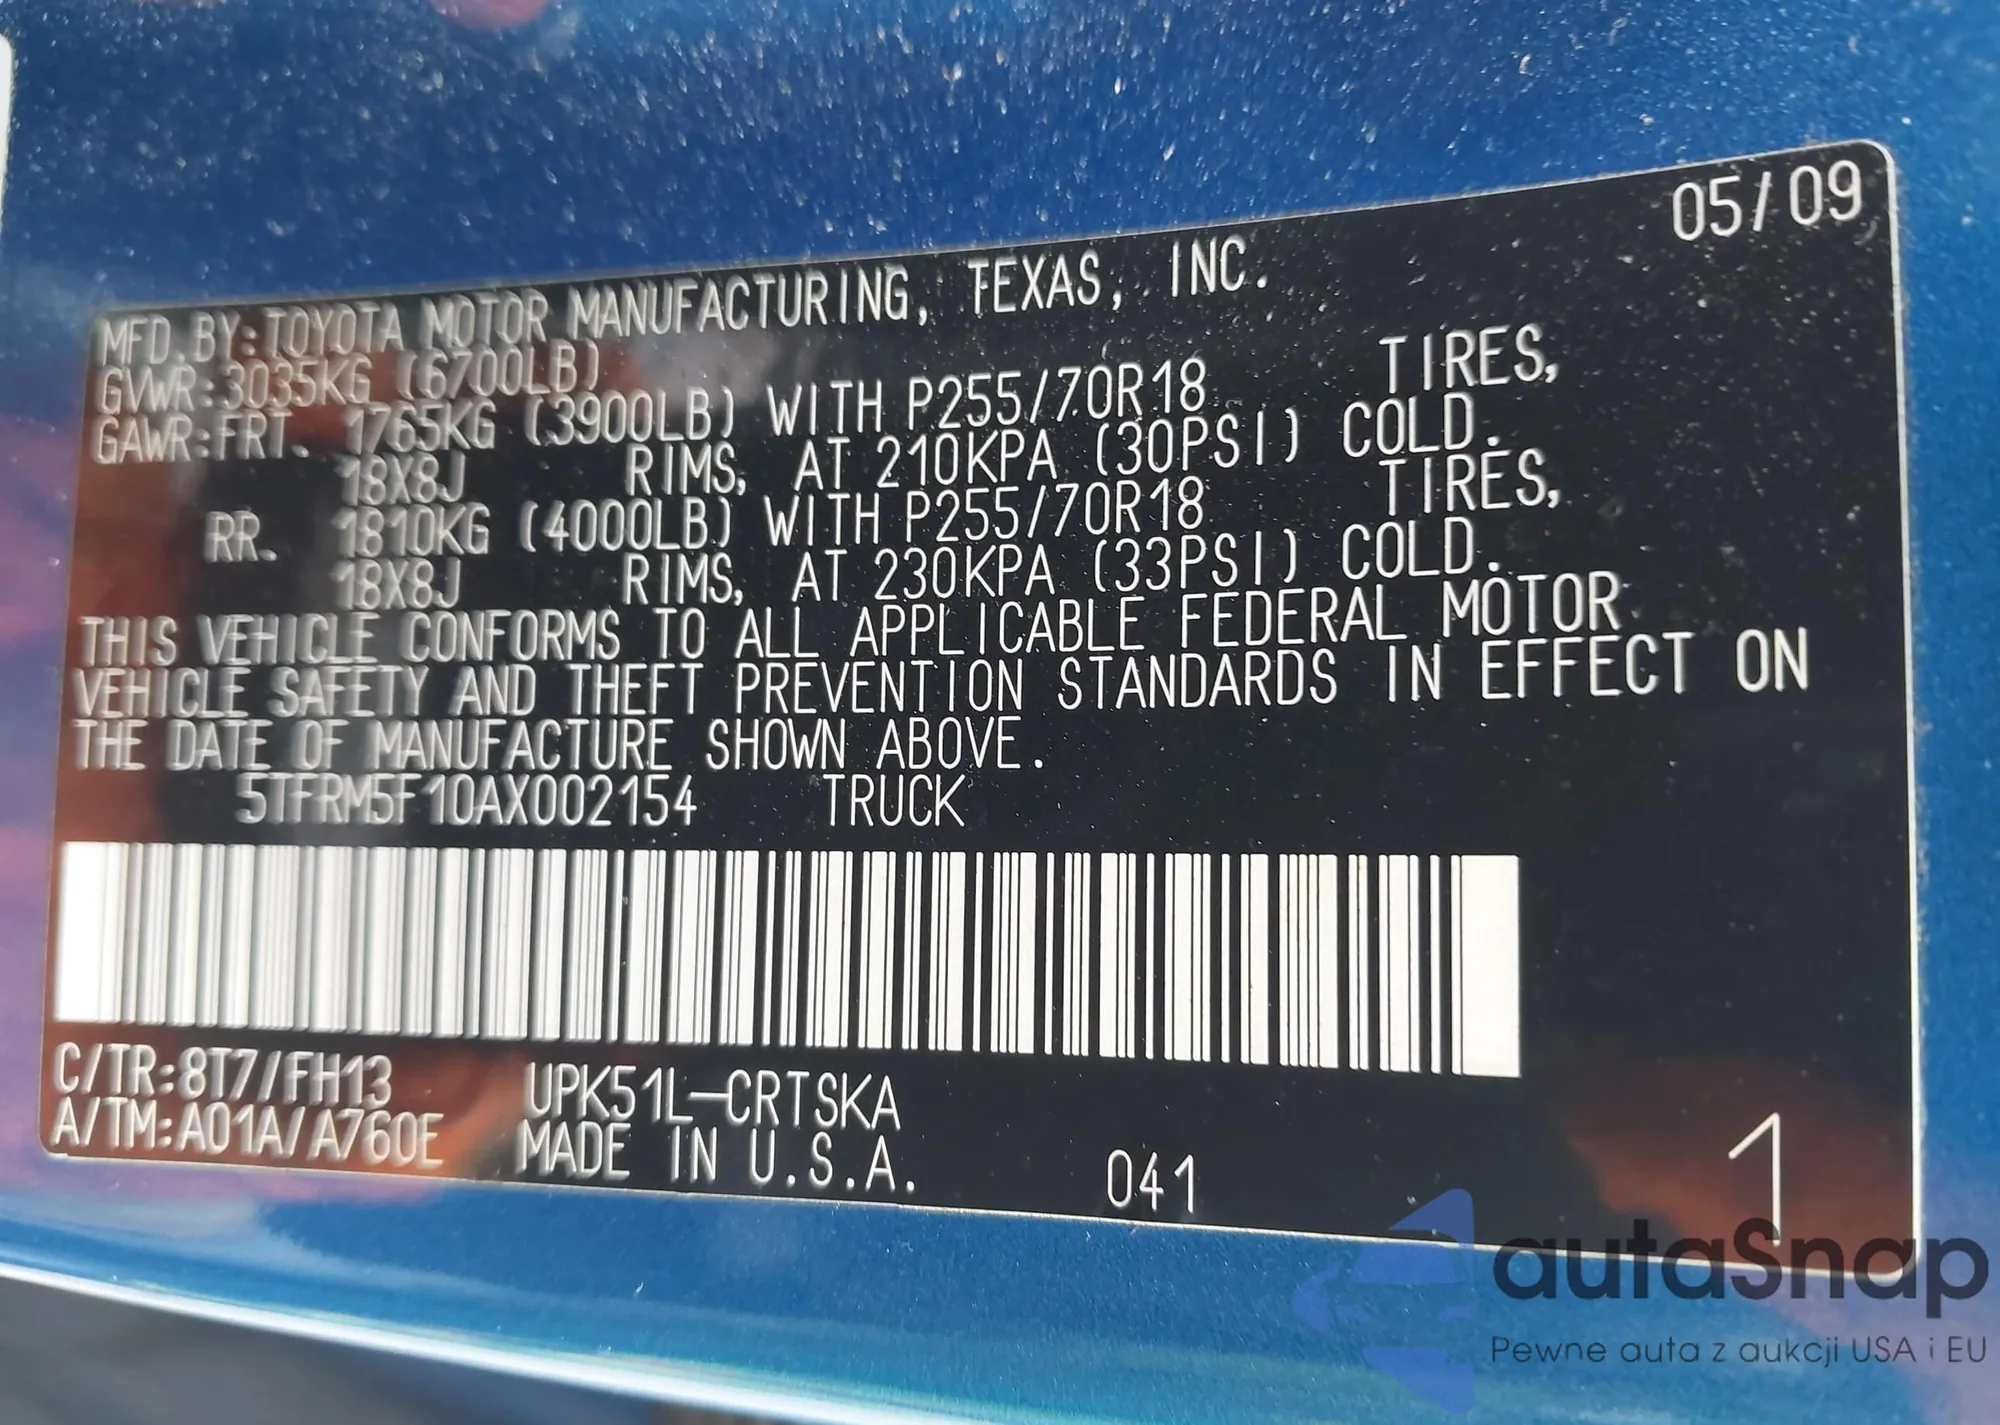 05/09
MFD. BY: TOYOTA MOTOR MANUFACTURING, TEXAS, INC.
GVWR: 3035KG (6700LB)
GAWR: FRT. 1765KG (3900LB) WITH P255/70R18 TIRES,
18X8J RIMS, AT 210KPA (30PSI) COLD.
RR. 1810KG (4000LB) WITH P255/70R18 TIRES,
18X8J RIMS, AT 230KPA (33PSI) COLD.
THIS VEHICLE CONFORMS TO ALL APPLICABLE FEDERAL MOTOR
VEHICLE SAFETY AND THEFT PREVENTION STANDARDS IN EFFECT ON
THE DATE OF MANUFACTURE SHOWN ABOVE.
5TFRM5F10AX002154 TRUCK
C/TR: 8T7/FH13 UPK51L-CRTSKA
A/TM: A01A/A760E MADE IN U.S.A. 041 1
autaSnap
Pewne auta z aukcji USA i EU